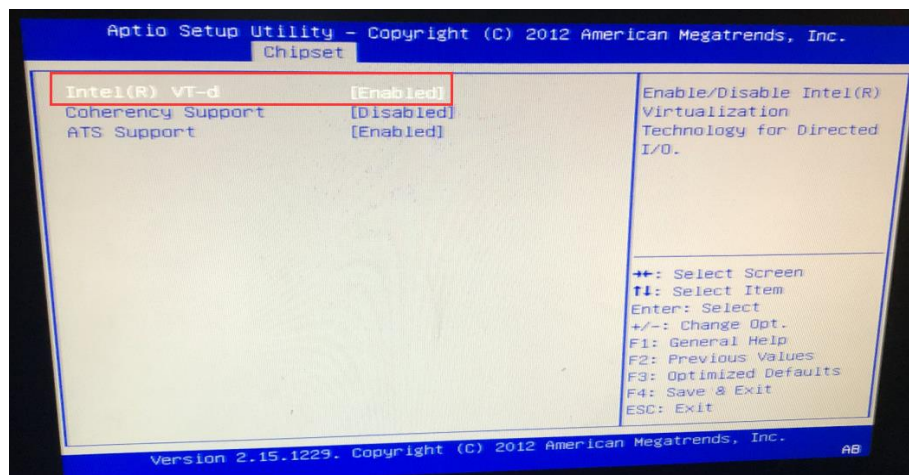 Aptio Setup Utility – Copyright (C) 2012 American Megatrends, Inc.
Chipset
Intel(R) VT-d [Enabled]
Coherency Support [Disabled]
ATS Support [Enabled]
Enable/Disable Intel(R)
Virtualization
Technology for Directed
I/O.
→←: Select Screen
↑↓: Select Item
Enter: Select
+/-: Change Opt.
F1: General Help
F2: Previous Values
F3: Optimized Defaults
F4: Save & Exit
ESC: Exit
Version 2.15.1229. Copyright (C) 2012 American Megatrends, Inc.
AB